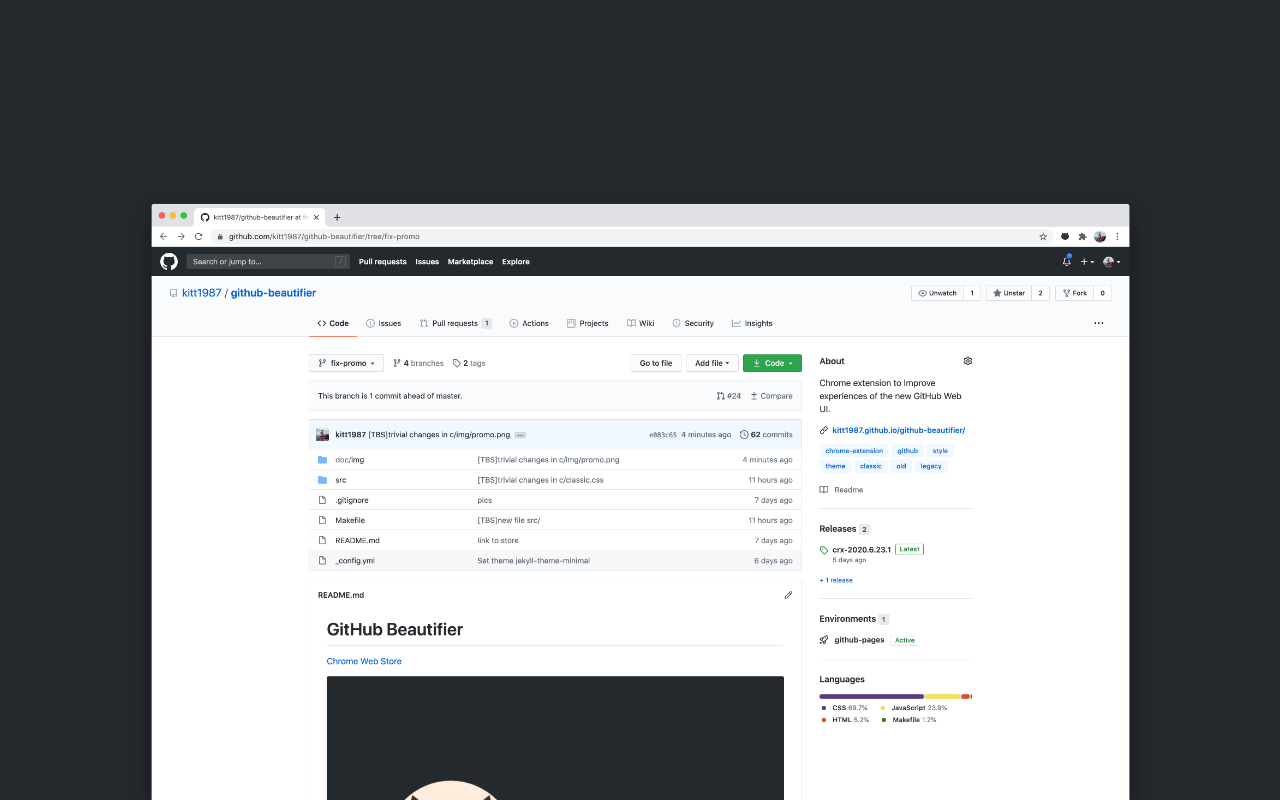 kitt1987/github-beautifier at
github.com/kitt1987/github-beautifier/tree/fix-promo
Search or jump to... / Pull requests Issues Marketplace Explore
kitt1987 / github-beautifier Unwatch 1 Unstar 2 Fork 0
Code Issues Pull requests 1 Actions Projects Wiki Security Insights
fix-promo 4 branches 2 tags Go to file Add file Code
This branch is 1 commit ahead of master. #24 Compare
kitt1987 [TBS]trivial changes in c/img/promo.png e083c65 4 minutes ago 62 commits
doc/img [TBS]trivial changes in c/img/promo.png 4 minutes ago
src [TBS]trivial changes in c/classic.css 11 hours ago
.gitignore pics 7 days ago
Makefile [TBS]new file src/ 11 hours ago
README.md link to store 7 days ago
_config.yml Set theme jekyll-theme-minimal 6 days ago
README.md
GitHub Beautifier
Chrome Web Store
About
Chrome extension to Improve
experiences of the new GitHub Web
UI.
kitt1987.github.io/github-beautifier/
chrome-extension github style
theme classic old legacy
Readme
Releases 2
crx-2020.6.23.1 Latest
5 days ago
+ 1 release
Environments 1
github-pages Active
Languages
CSS 69.7% JavaScript 23.9%
HTML 5.2% Makefile 1.2%